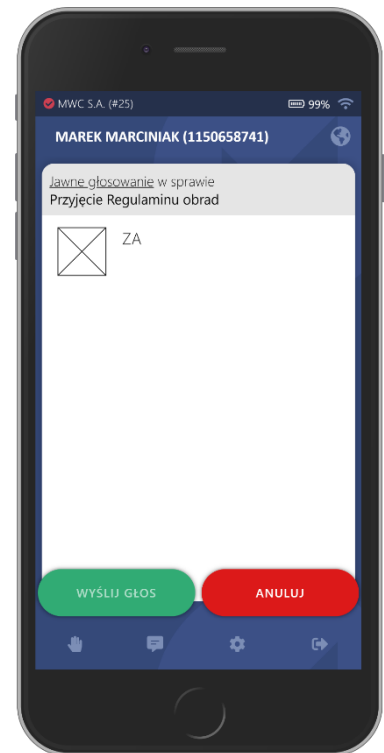 MWC S.A. (#25) 99%
MAREK MARCINIAK (1150658741)
Jawne głosowanie w sprawie
Przyjęcie Regulaminu obrad
ZA
WYŚLIJ GŁOS ANULUJ